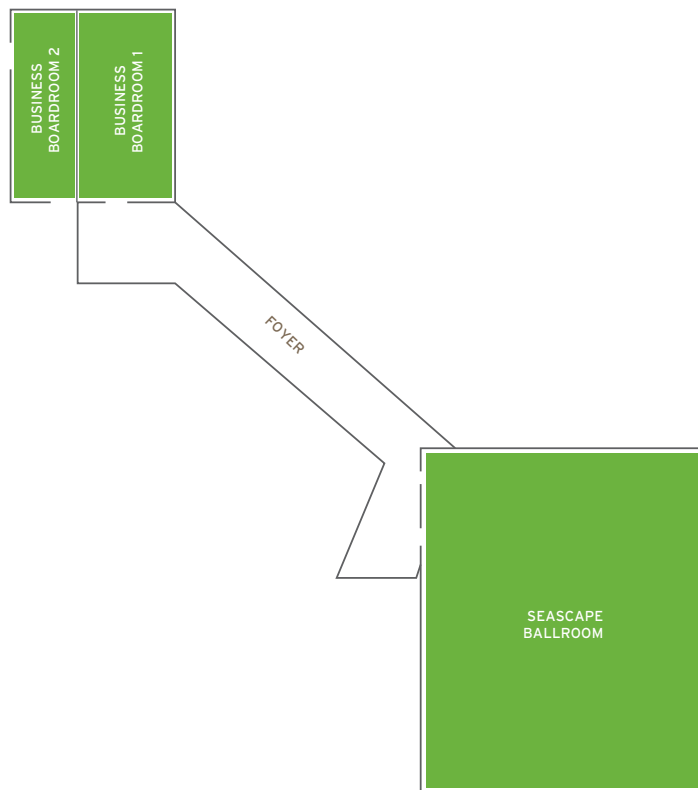 BUSINESS
BOARDROOM 2
BUSINESS
BOARDROOM 1
FOYER
SEASCAPE
BALLROOM